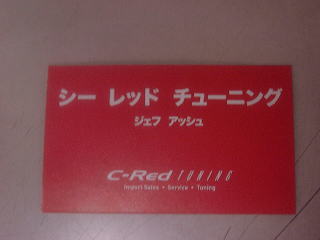 シー レッド チューニング
ジェフ アッシュ
C-Red TUNING
Import Sales • Service • Tuning